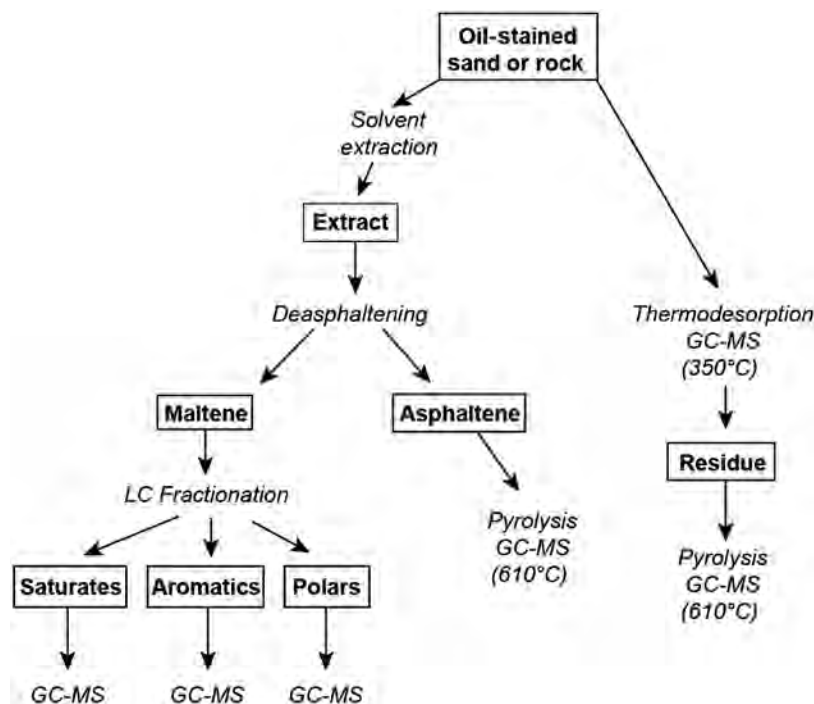 Oil-stained
sand or rock
Solvent
extraction
Extract
Deasphaltening
Thermodesorption
GC-MS
(350°C)
Maltene
Asphaltene
Residue
LC Fractionation
Pyrolysis
GC-MS
(610°C)
Pyrolysis
GC-MS
(610°C)
Saturates
Aromatics
Polars
GC-MS
GC-MS
GC-MS